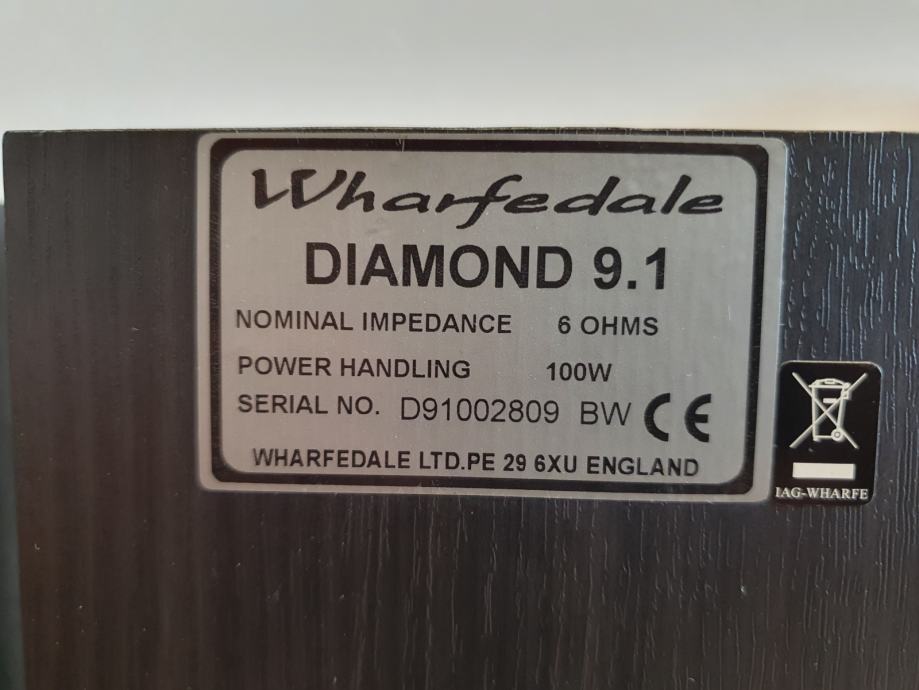 Wharfedale
DIAMOND 9.1
NOMINAL IMPEDANCE 6 OHMS
POWER HANDLING 100W
SERIAL NO. D91002809 BW CE
WHARFEDALE LTD.PE 29 6XU ENGLAND
IAG-WHARFE